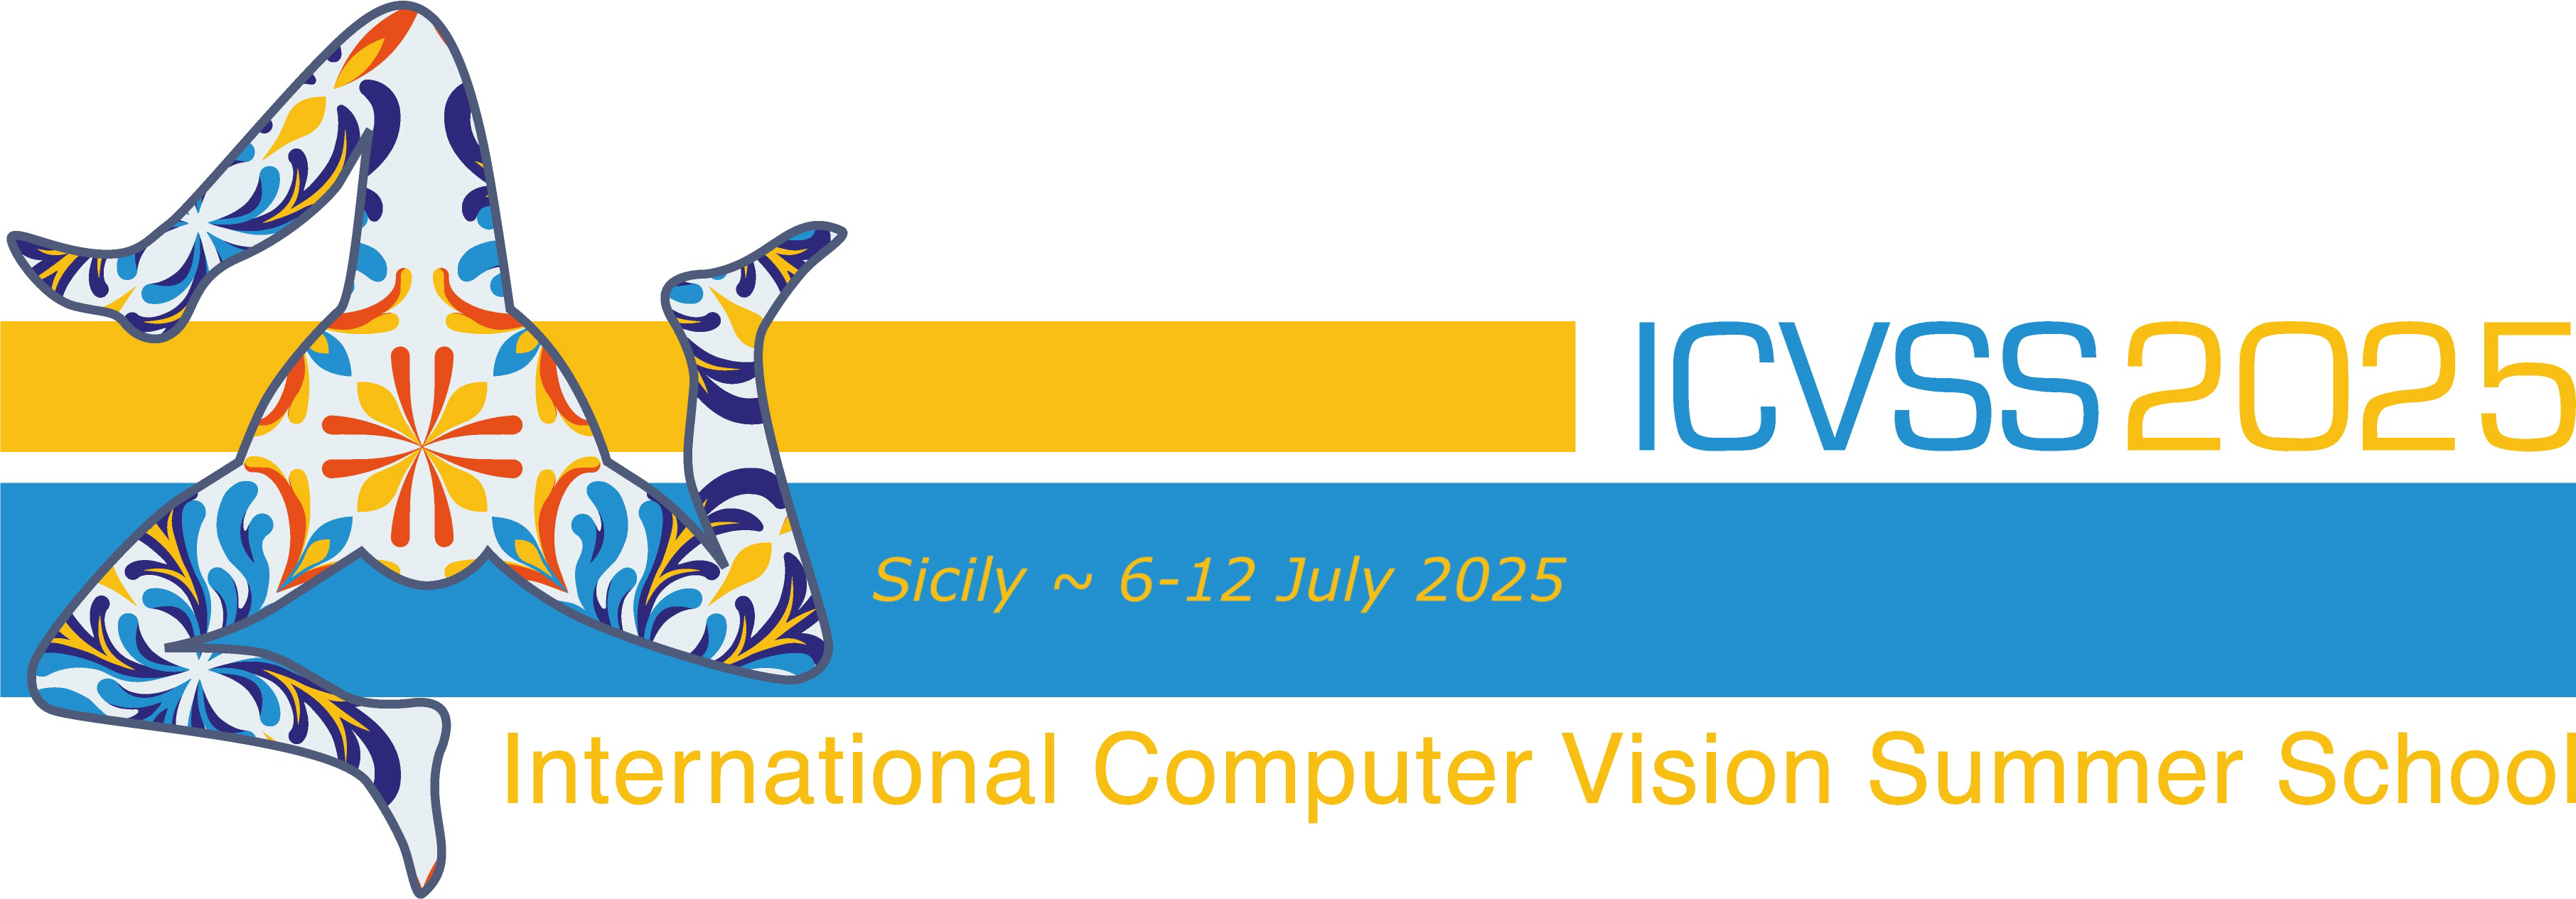 ICVSS2025
Sicily ~ 6-12 July 2025
International Computer Vision Summer School